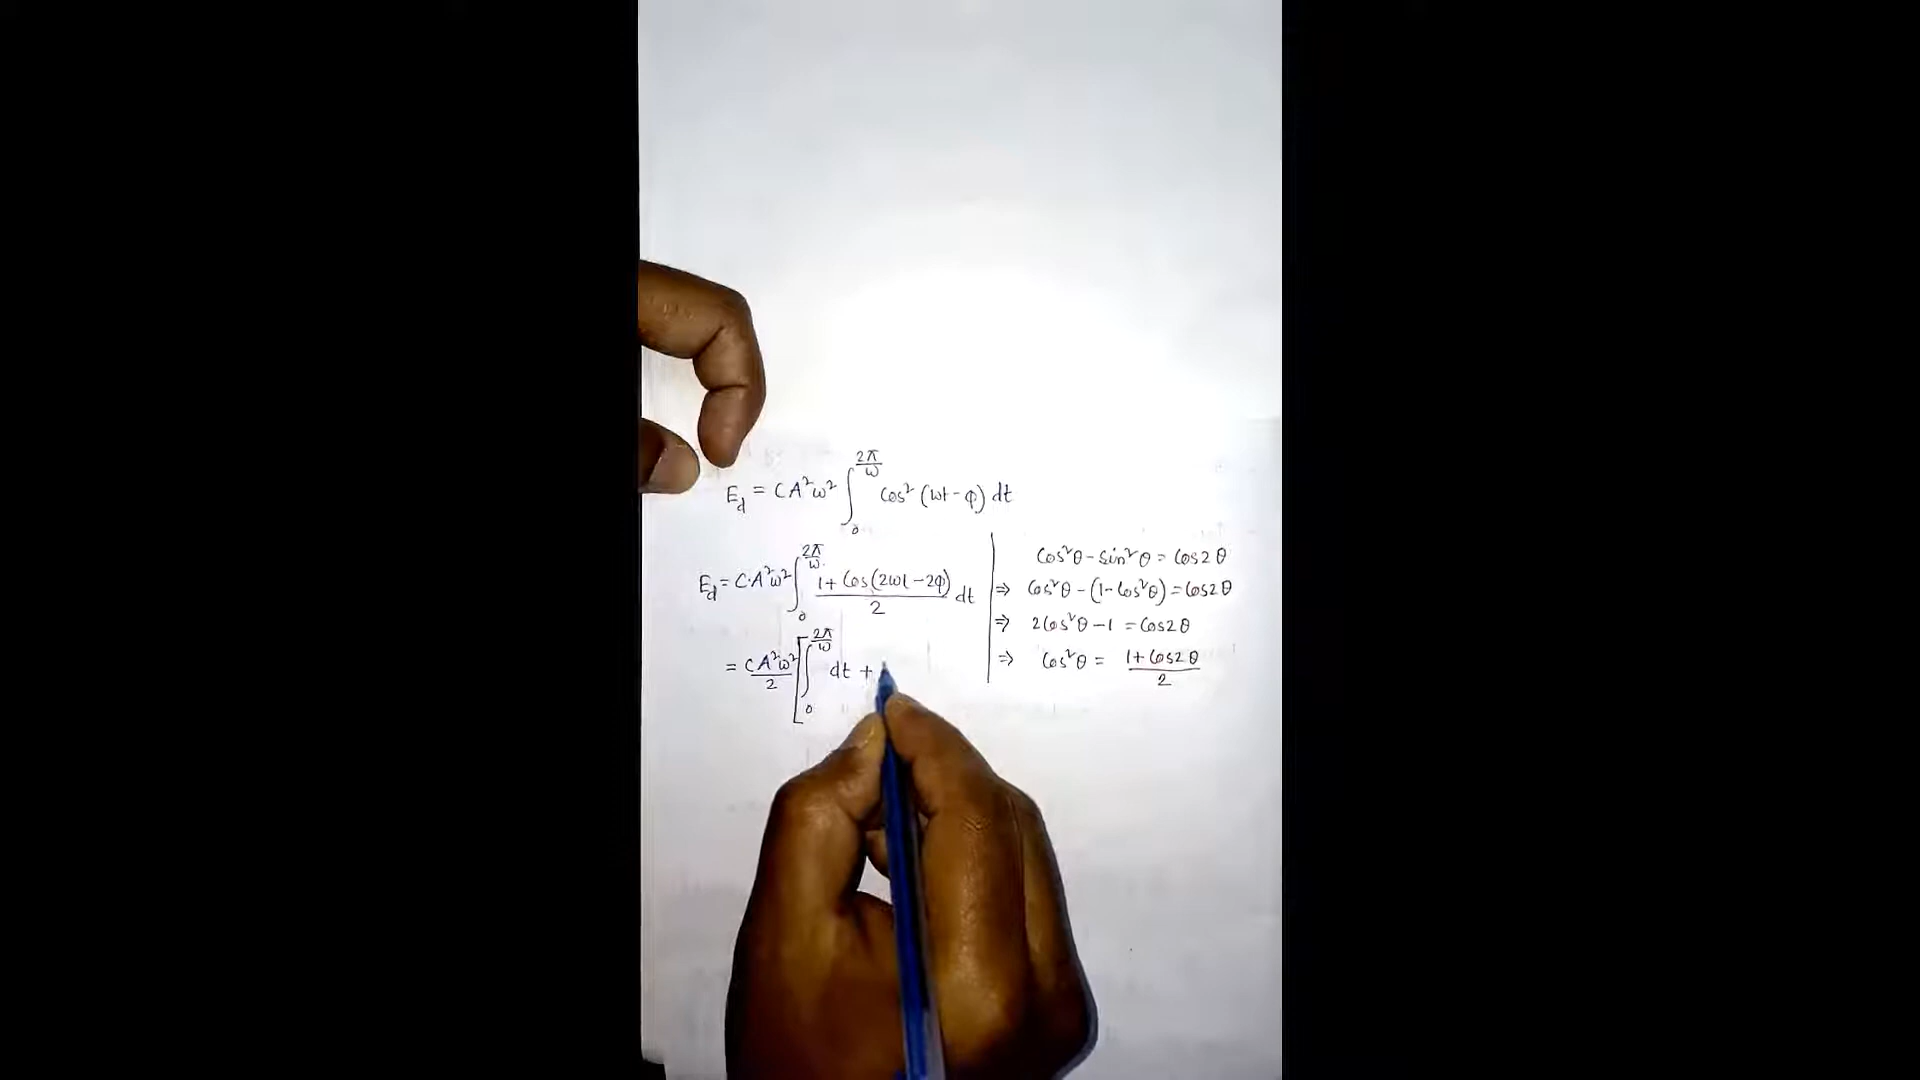 E_d = CA²ω² ∫₀^(2π/ω) Cos² (ωt - φ) dt
E_d = C·A²ω² ∫₀^(2π/ω) (1 + Cos(2ωt - 2φ))/2 dt
= CA²ω²/2 [ ∫₀^(2π/ω) dt +
Cos²θ - Sin²θ = Cos2θ
⇒ Cos²θ - (1 - Cos²θ) = Cos2θ
⇒ 2Cos²θ - 1 = Cos2θ
⇒ Cos²θ = (1 + Cos2θ)/2